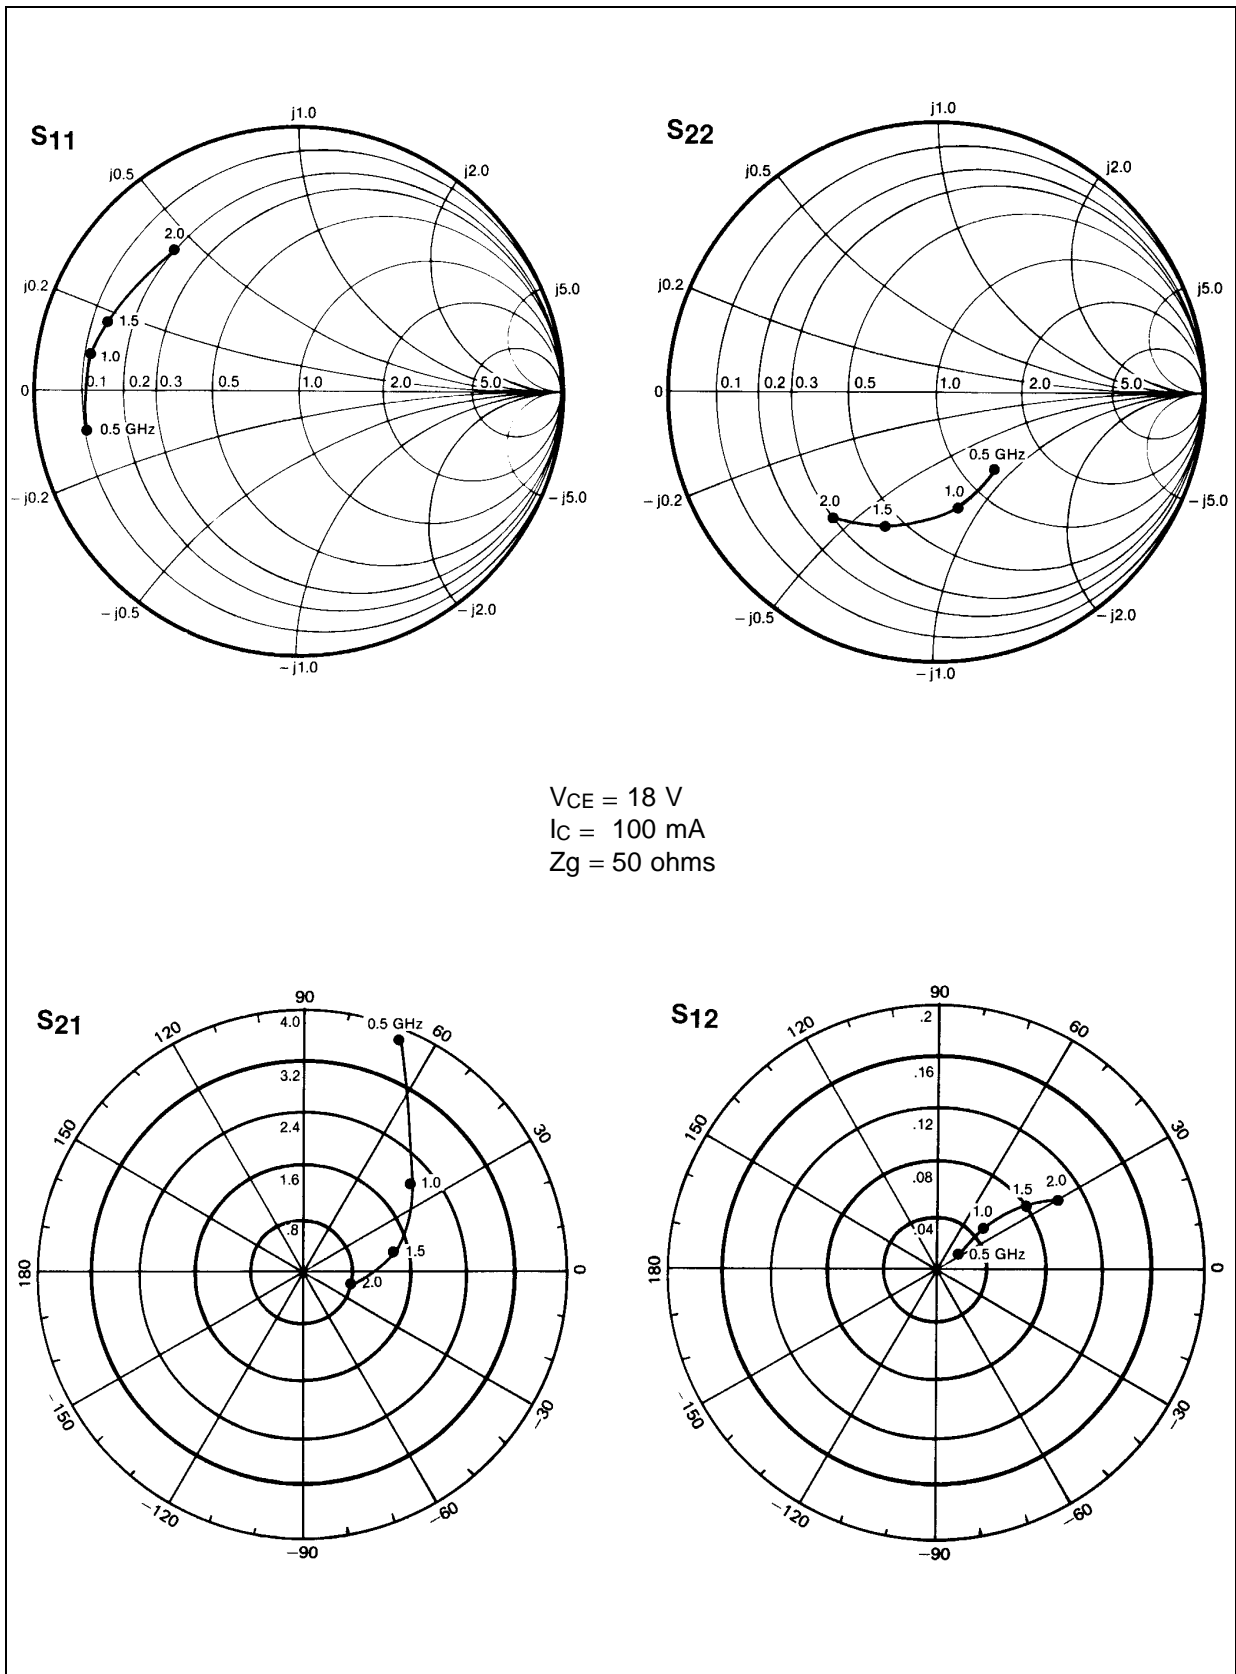 S11
j1.0
j0.5
j2.0
2.0
j0.2
j5.0
1.5
1.0
0
0.1
0.2
0.3
0.5
1.0
2.0
5.0
0.5 GHz
– j0.2
– j5.0
– j0.5
– j2.0
– j1.0
S22
j1.0
j0.5
j2.0
j0.2
j5.0
0
0.1
0.2
0.3
0.5
1.0
2.0
5.0
0.5 GHz
1.0
2.0
1.5
– j0.2
– j5.0
– j0.5
– j2.0
– j1.0
VCE = 18 V
IC = 100 mA
Zg = 50 ohms
S21
90
120
4.0
0.5 GHz
60
3.2
150
2.4
30
1.6
1.0
.8
1.5
180
2.0
0
–150
–30
–120
–60
–90
S12
90
120
.2
60
.16
150
.12
30
.08
1.5
2.0
1.0
.04
0.5 GHz
180
0
–150
–30
–120
–60
–90